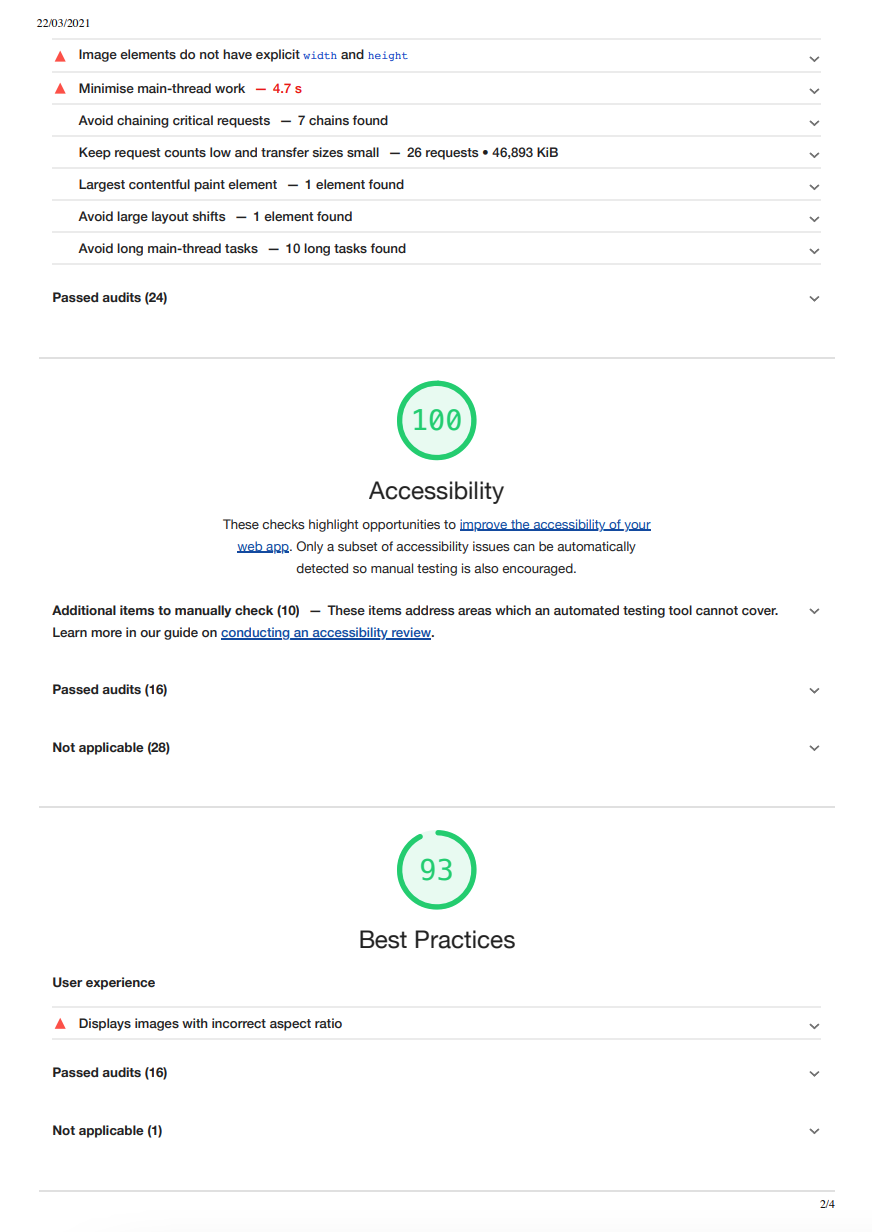 22/03/2021
Image elements do not have explicit width and height
Minimise main-thread work — 4.7 s
Avoid chaining critical requests — 7 chains found
Keep request counts low and transfer sizes small — 26 requests • 46,893 KiB
Largest contentful paint element — 1 element found
Avoid large layout shifts — 1 element found
Avoid long main-thread tasks — 10 long tasks found
Passed audits (24)
100
Accessibility
These checks highlight opportunities to improve the accessibility of your
web app. Only a subset of accessibility issues can be automatically
detected so manual testing is also encouraged.
Additional items to manually check (10) — These items address areas which an automated testing tool cannot cover.
Learn more in our guide on conducting an accessibility review.
Passed audits (16)
Not applicable (28)
93
Best Practices
User experience
Displays images with incorrect aspect ratio
Passed audits (16)
Not applicable (1)
2/4